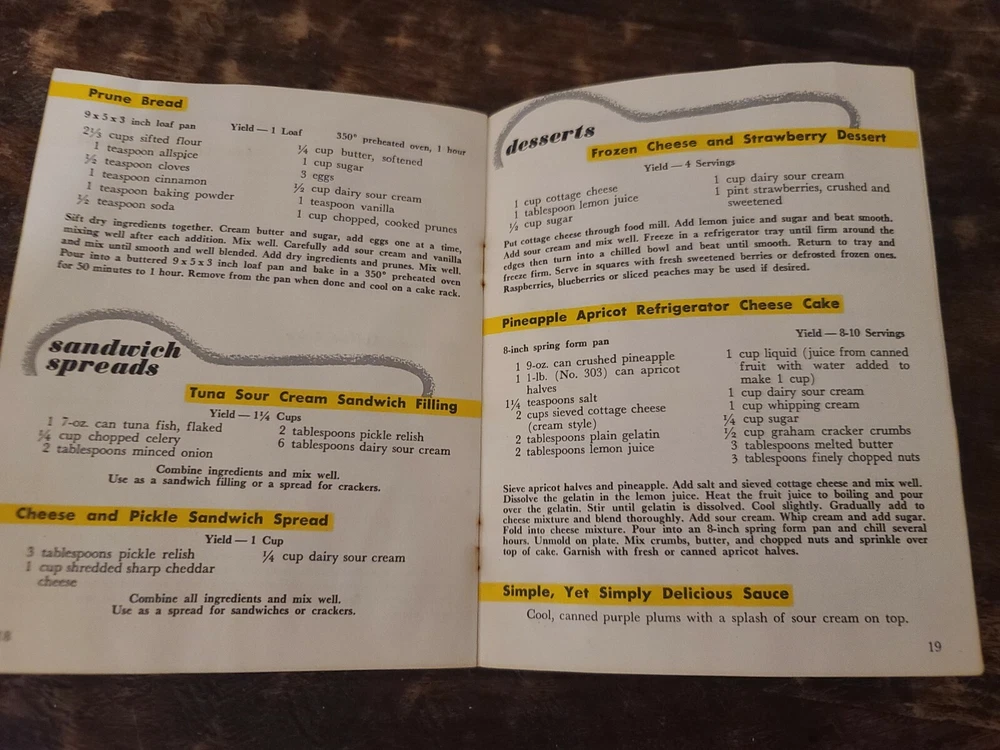 Prune Bread
9 x 5 x 3 inch loaf pan Yield — 1 Loaf 350° preheated oven, 1 hour
2⅓ cups sifted flour
1 teaspoon allspice
½ teaspoon cloves
1 teaspoon cinnamon
1 teaspoon baking powder
½ teaspoon soda
¼ cup butter, softened
1 cup sugar
3 eggs
½ cup dairy sour cream
1 teaspoon vanilla
1 cup chopped, cooked prunes
Sift dry ingredients together. Cream butter and sugar, add eggs one at a time,
mixing well after each addition. Mix well. Carefully add sour cream and vanilla
and mix until smooth and well blended. Add dry ingredients and prunes. Mix well.
Pour into a buttered 9 x 5 x 3 inch loaf pan and bake in a 350° preheated oven
for 50 minutes to 1 hour. Remove from the pan when done and cool on a cake rack.
sandwich
spreads
Tuna Sour Cream Sandwich Filling
Yield — 1¼ Cups
1 7-oz. can tuna fish, flaked
¾ cup chopped celery
2 tablespoons minced onion
2 tablespoons pickle relish
6 tablespoons dairy sour cream
Combine ingredients and mix well.
Use as a sandwich filling or a spread for crackers.
Cheese and Pickle Sandwich Spread
Yield — 1 Cup
3 tablespoons pickle relish
1 cup shredded sharp cheddar
cheese
¼ cup dairy sour cream
Combine all ingredients and mix well.
Use as a spread for sandwiches or crackers.
18
desserts
Frozen Cheese and Strawberry Dessert
Yield — 4 Servings
1 cup cottage cheese
1 tablespoon lemon juice
½ cup sugar
1 cup dairy sour cream
1 pint strawberries, crushed and
sweetened
Put cottage cheese through food mill. Add lemon juice and sugar and beat smooth.
Add sour cream and mix well. Freeze in a refrigerator tray until firm around the
edges then turn into a chilled bowl and beat until smooth. Return to tray and
freeze firm. Serve in squares with fresh sweetened berries or defrosted frozen ones.
Raspberries, blueberries or sliced peaches may be used if desired.
Pineapple Apricot Refrigerator Cheese Cake
8-inch spring form pan Yield — 8-10 Servings
1 9-oz. can crushed pineapple
1 1-lb. (No. 303) can apricot
halves
1¼ teaspoons salt
2 cups sieved cottage cheese
(cream style)
2 tablespoons plain gelatin
2 tablespoons lemon juice
1 cup liquid (juice from canned
fruit with water added to
make 1 cup)
1 cup dairy sour cream
1 cup whipping cream
¼ cup sugar
½ cup graham cracker crumbs
3 tablespoons melted butter
3 tablespoons finely chopped nuts
Sieve apricot halves and pineapple. Add salt and sieved cottage cheese and mix well.
Dissolve the gelatin in the lemon juice. Heat the fruit juice to boiling and pour
over the gelatin. Stir until gelatin is dissolved. Cool slightly. Gradually add to
cheese mixture and blend thoroughly. Add sour cream. Whip cream and add sugar.
Fold into cheese mixture. Pour into an 8-inch spring form pan and chill several
hours. Unmold on plate. Mix crumbs, butter, and chopped nuts and sprinkle over
top of cake. Garnish with fresh or canned apricot halves.
Simple, Yet Simply Delicious Sauce
Cool, canned purple plums with a splash of sour cream on top.
19